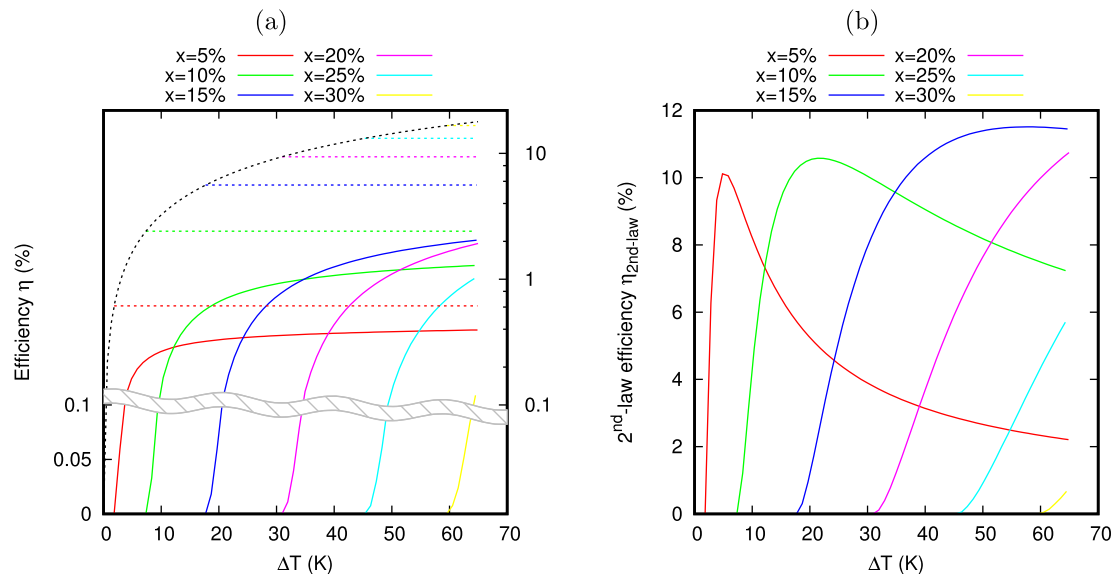 (a)
x=5% x=20%
x=10% x=25%
x=15% x=30%
Efficiency η (%)
10
1
0.1 0.1
0.05
0
0 10 20 30 40 50 60 70
ΔT (K)
(b)
x=5% x=20%
x=10% x=25%
x=15% x=30%
2nd-law efficiency η2nd-law (%)
12
10
8
6
4
2
0
0 10 20 30 40 50 60 70
ΔT (K)